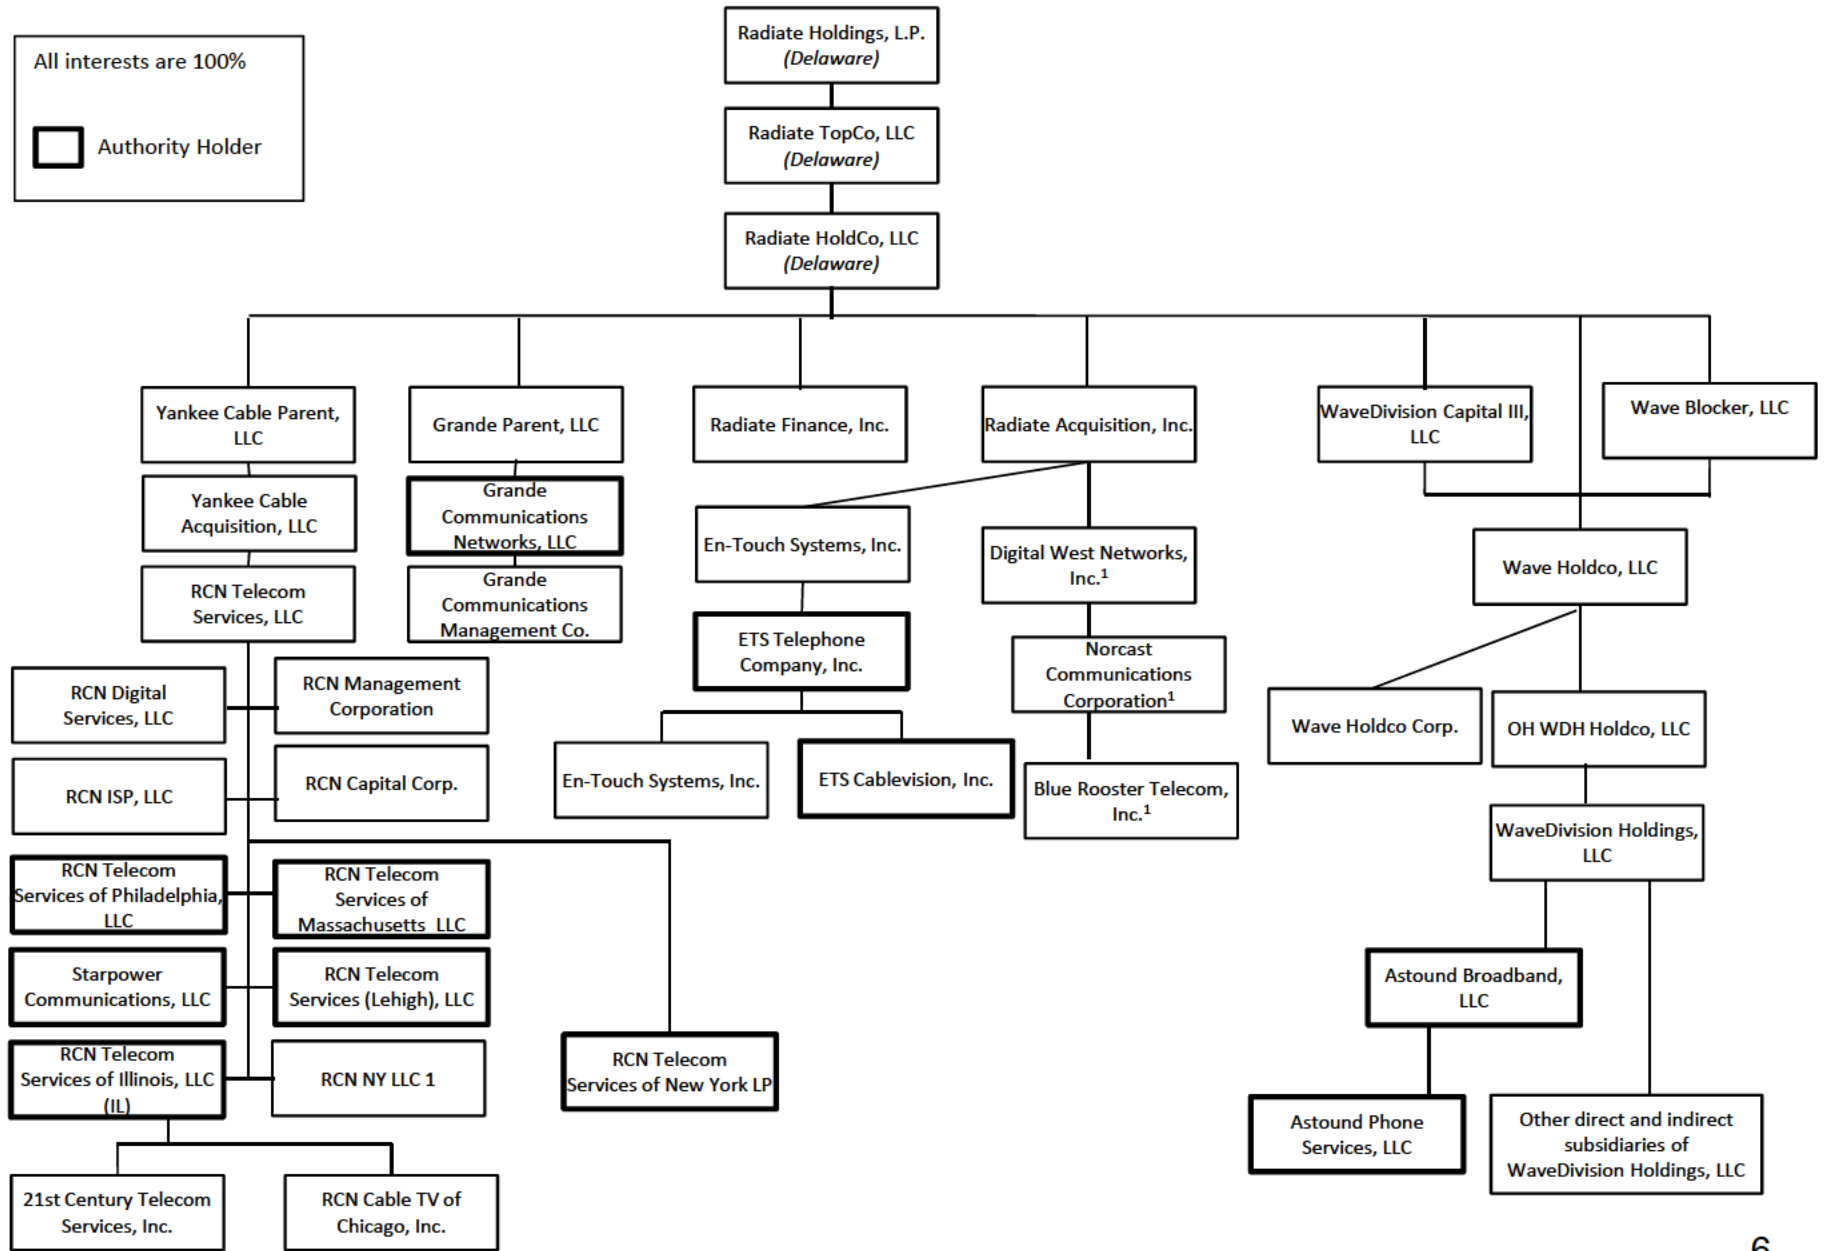 All interests are 100%
Authority Holder
Radiate Holdings, L.P.
(Delaware)
Radiate TopCo, LLC
(Delaware)
Radiate HoldCo, LLC
(Delaware)
Yankee Cable Parent,
LLC
Grande Parent, LLC
Radiate Finance, Inc.
Radiate Acquisition, Inc.
WaveDivision Capital III,
LLC
Wave Blocker, LLC
Yankee Cable
Acquisition, LLC
Grande
Communications
Networks, LLC
En-Touch Systems, Inc.
Digital West Networks,
Inc.1
Wave Holdco, LLC
RCN Telecom
Services, LLC
Grande
Communications
Management Co.
ETS Telephone
Company, Inc.
Norcast
Communications
Corporation1
RCN Digital
Services, LLC
RCN Management
Corporation
Wave Holdco Corp.
OH WDH Holdco, LLC
RCN ISP, LLC
RCN Capital Corp.
En-Touch Systems, Inc.
ETS Cablevision, Inc.
Blue Rooster Telecom,
Inc.1
WaveDivision Holdings,
LLC
RCN Telecom
Services of Philadelphia,
LLC
RCN Telecom
Services of
Massachusetts LLC
Starpower
Communications, LLC
RCN Telecom
Services (Lehigh), LLC
Astound Broadband,
LLC
RCN Telecom
Services of Illinois, LLC
(IL)
RCN NY LLC 1
RCN Telecom
Services of New York LP
Astound Phone
Services, LLC
Other direct and indirect
subsidiaries of
WaveDivision Holdings, LLC
21st Century Telecom
Services, Inc.
RCN Cable TV of
Chicago, Inc.
6